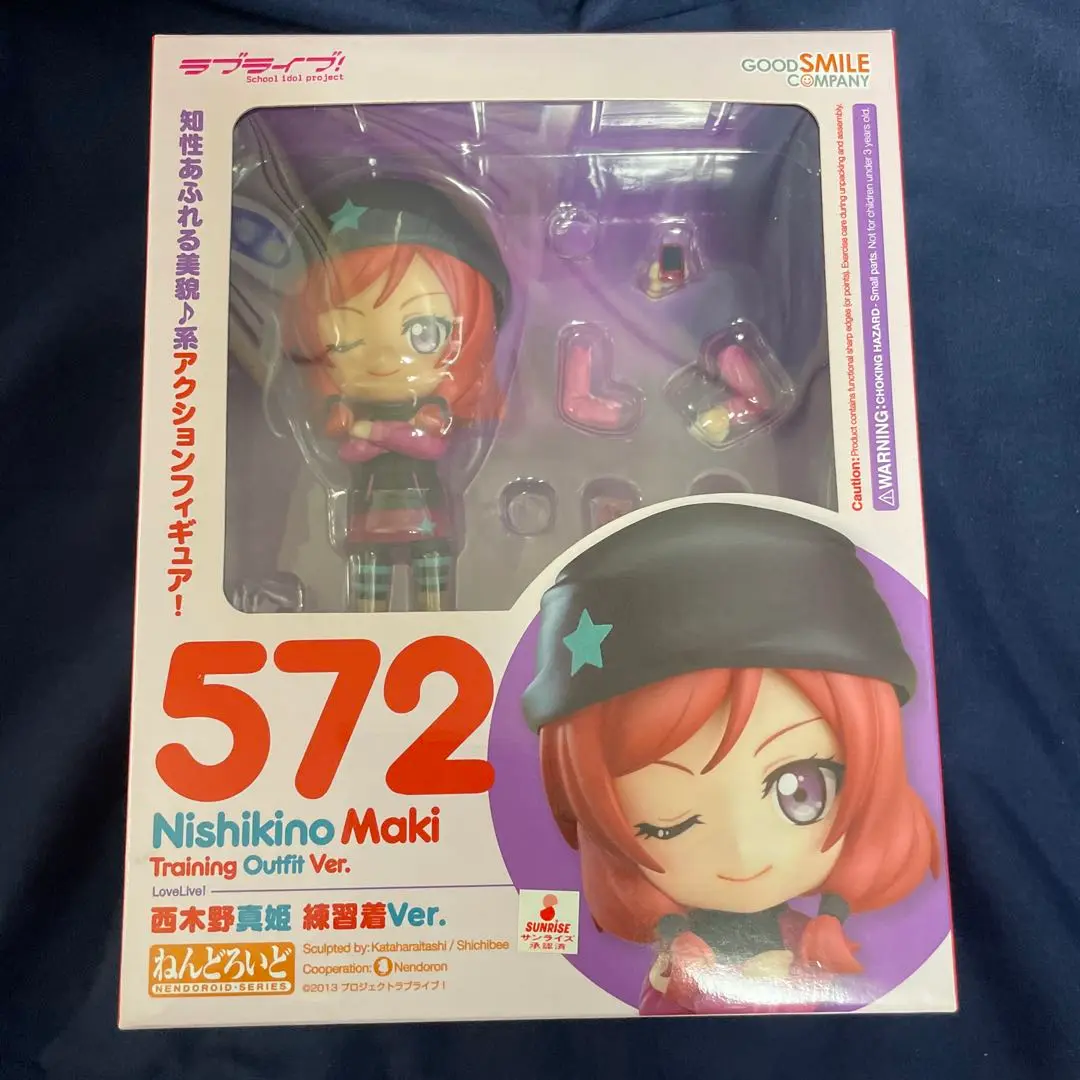 ラブライブ!
School idol project
GOOD SMILE
COMPANY
知性あふれる美貌♪系アクションフィギュア!
Caution: Product contains functional sharp edges (or points). Exercise care during unpacking and assembly.
⚠WARNING: CHOKING HAZARD - Small parts. Not for children under 3 years old.
572
Nishikino Maki
Training Outfit Ver.
LoveLive!
西木野真姫 練習着Ver.
ねんどろいど
NENDOROID・SERIES
Sculpted by: Kataharaitashi / Shichibee
Cooperation: Nendoron
©2013 プロジェクトラブライブ!
SUNRISE
サンライズ
承認済